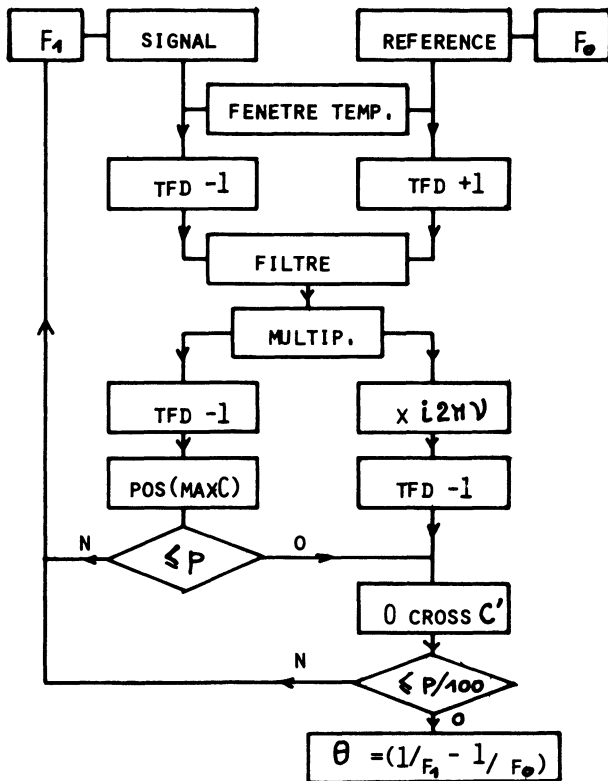 F₁ SIGNAL REFERENCE F₀
FENETRE TEMP.
TFD -1 TFD +1
FILTRE
MULTIP.
TFD -1 x i2πν
POS(MAXC) TFD -1
N ≤ P O
O CROSS C'
N ≤ P/100
O
θ =(1/F₁ - 1/F₀)